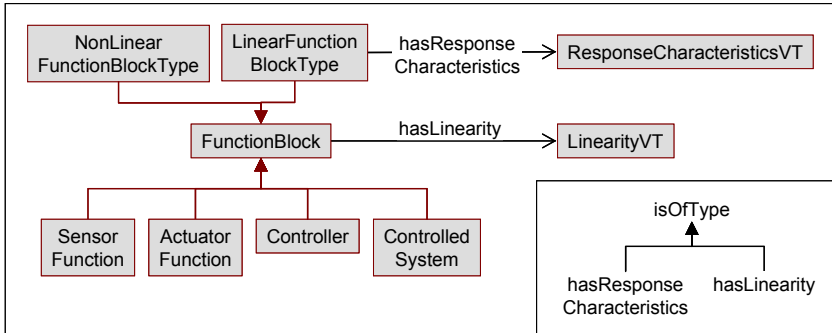 NonLinear
FunctionBlockType
LinearFunction
BlockType
hasResponse
Characteristics
ResponseCharacteristicsVT
FunctionBlock
hasLinearity
LinearityVT
Sensor
Function
Actuator
Function
Controller
Controlled
System
isOfType
hasResponse
Characteristics
hasLinearity